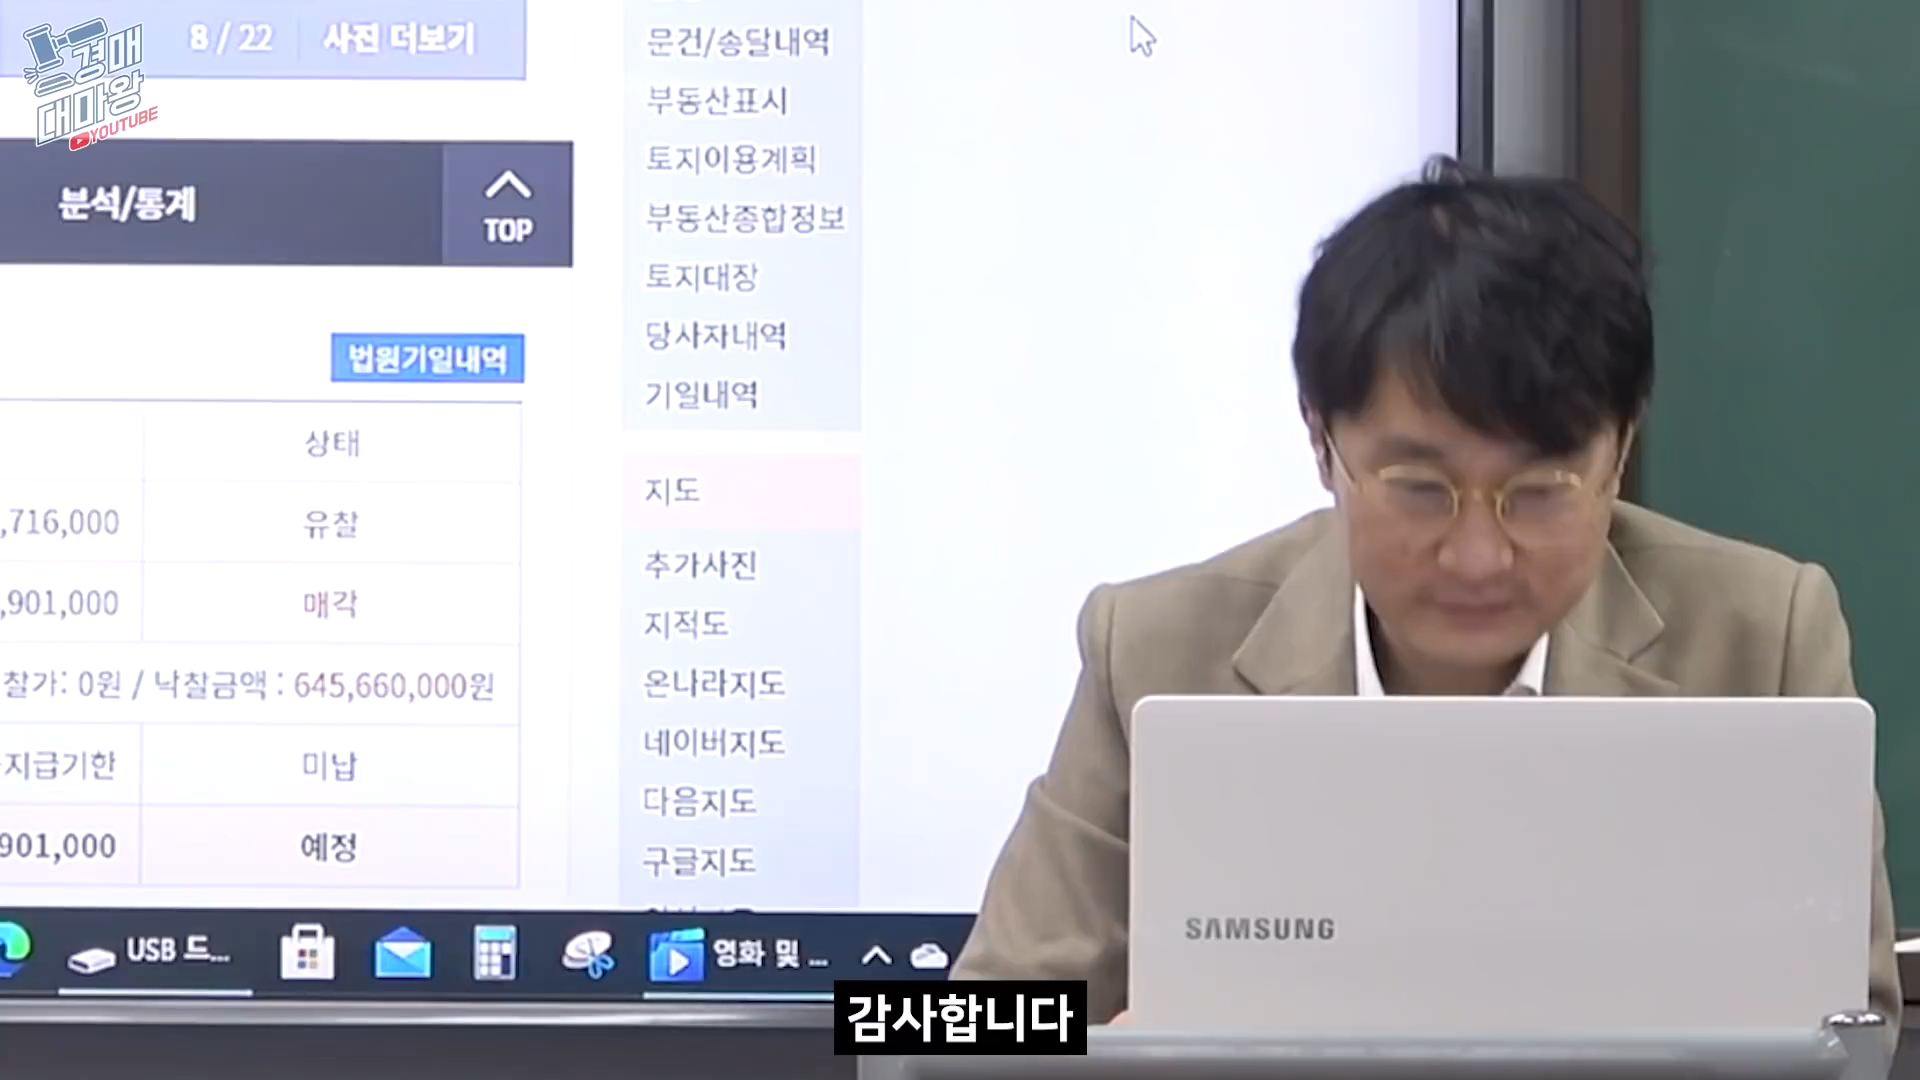 경매
대마왕
YOUTUBE
8 / 22
사진 더보기
분석/통계
TOP
법원기일내역
상태
,716,000
유찰
,901,000
매각
찰가: 0원 / 낙찰금액 : 645,660,000원
지급기한
미납
901,000
예정
문건/송달내역
부동산표시
토지이용계획
부동산종합정보
토지대장
당사자내역
기일내역
지도
추가사진
지적도
온나라지도
네이버지도
다음지도
구글지도
USB 드...
영화 및 ...
SAMSUNG
감사합니다